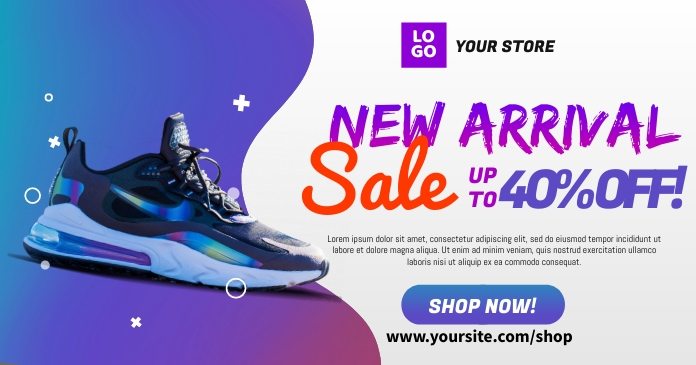 LO
GO
YOUR STORE
NEW ARRIVAL
Sale
UP
TO
40% OFF!
Lorem ipsum dolor sit amet, consectetur adipiscing elit, sed do eiusmod tempor incididunt ut
labore et dolore magna aliqua. Ut enim ad minim veniam, quis nostrud exercitation ullamco
laboris nisi ut aliquip ex ea commodo consequat.
SHOP NOW!
www.yoursite.com/shop